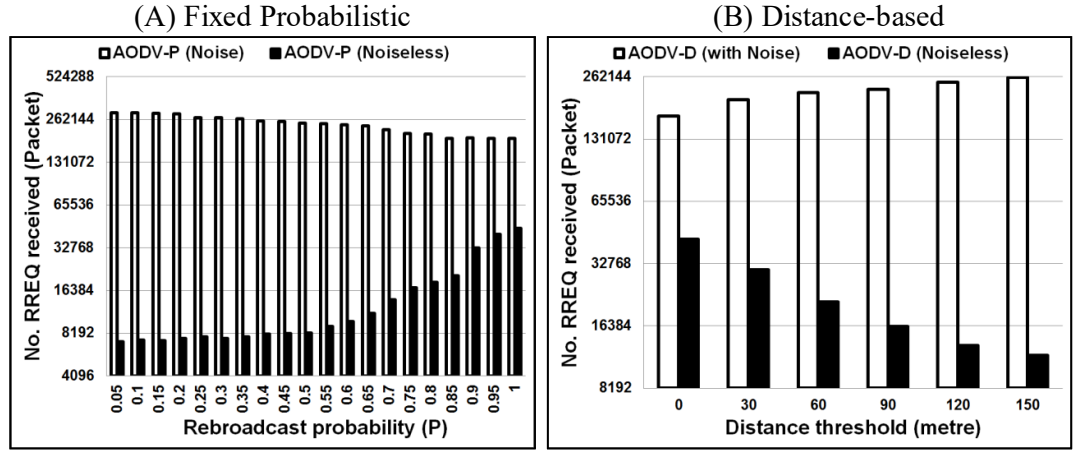 (A) Fixed Probabilistic
AODV-P (Noise) AODV-P (Noiseless)
No. RREQ received (Packet)
524288
262144
131072
65536
32768
16384
8192
4096
0.05 0.1 0.15 0.2 0.25 0.3 0.35 0.4 0.45 0.5 0.55 0.6 0.65 0.7 0.75 0.8 0.85 0.9 0.95 1
Rebroadcast probability (P)
(B) Distance-based
AODV-D (with Noise) AODV-D (Noiseless)
No. RREQ received (Packet)
262144
131072
65536
32768
16384
8192
0 30 60 90 120 150
Distance threshold (metre)